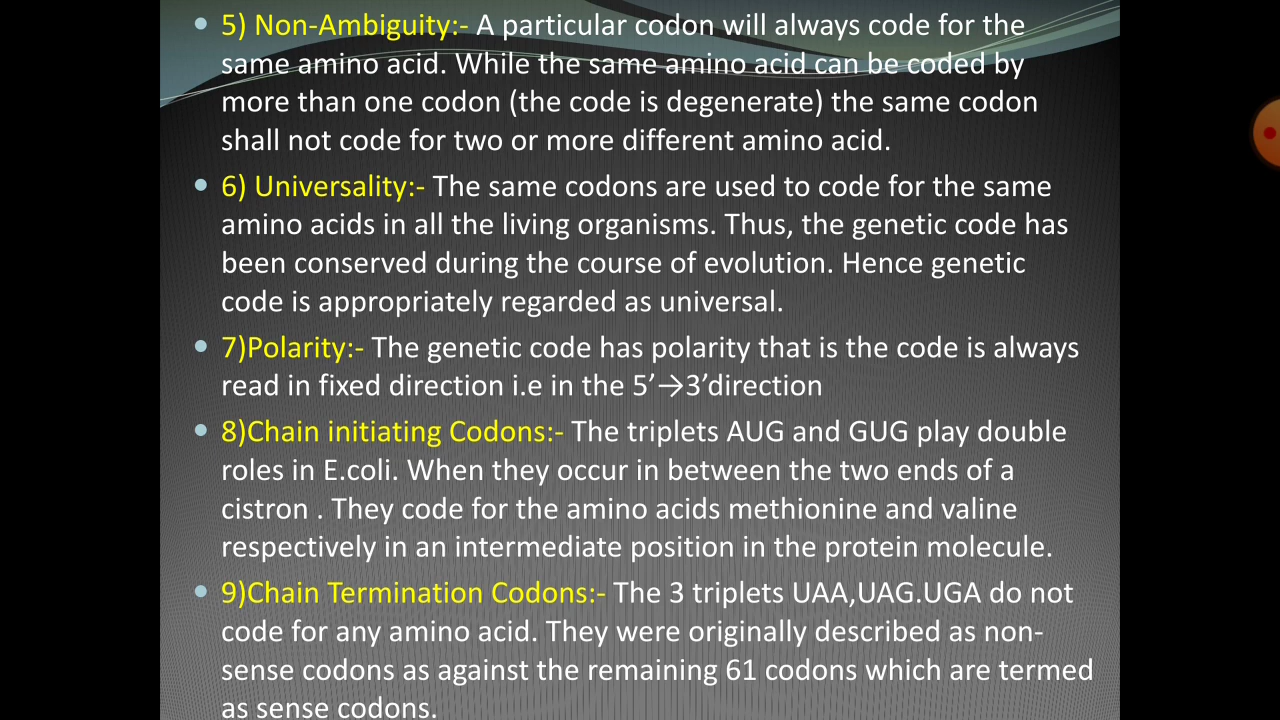 5) Non-Ambiguity:- A particular codon will always code for the
same amino acid. While the same amino acid can be coded by
more than one codon (the code is degenerate) the same codon
shall not code for two or more different amino acid.
6) Universality:- The same codons are used to code for the same
amino acids in all the living organisms. Thus, the genetic code has
been conserved during the course of evolution. Hence genetic
code is appropriately regarded as universal.
7)Polarity:- The genetic code has polarity that is the code is always
read in fixed direction i.e in the 5’→3’direction
8)Chain initiating Codons:- The triplets AUG and GUG play double
roles in E.coli. When they occur in between the two ends of a
cistron . They code for the amino acids methionine and valine
respectively in an intermediate position in the protein molecule.
9)Chain Termination Codons:- The 3 triplets UAA,UAG.UGA do not
code for any amino acid. They were originally described as non-
sense codons as against the remaining 61 codons which are termed
as sense codons.